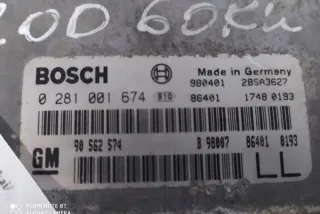 20D 60KW
BOSCH
Made in Germany
980401 28SA3627
0 281 001 674 B10 86401 1748 0193
GM 90 562 574 B 98007 86401 0193
LL